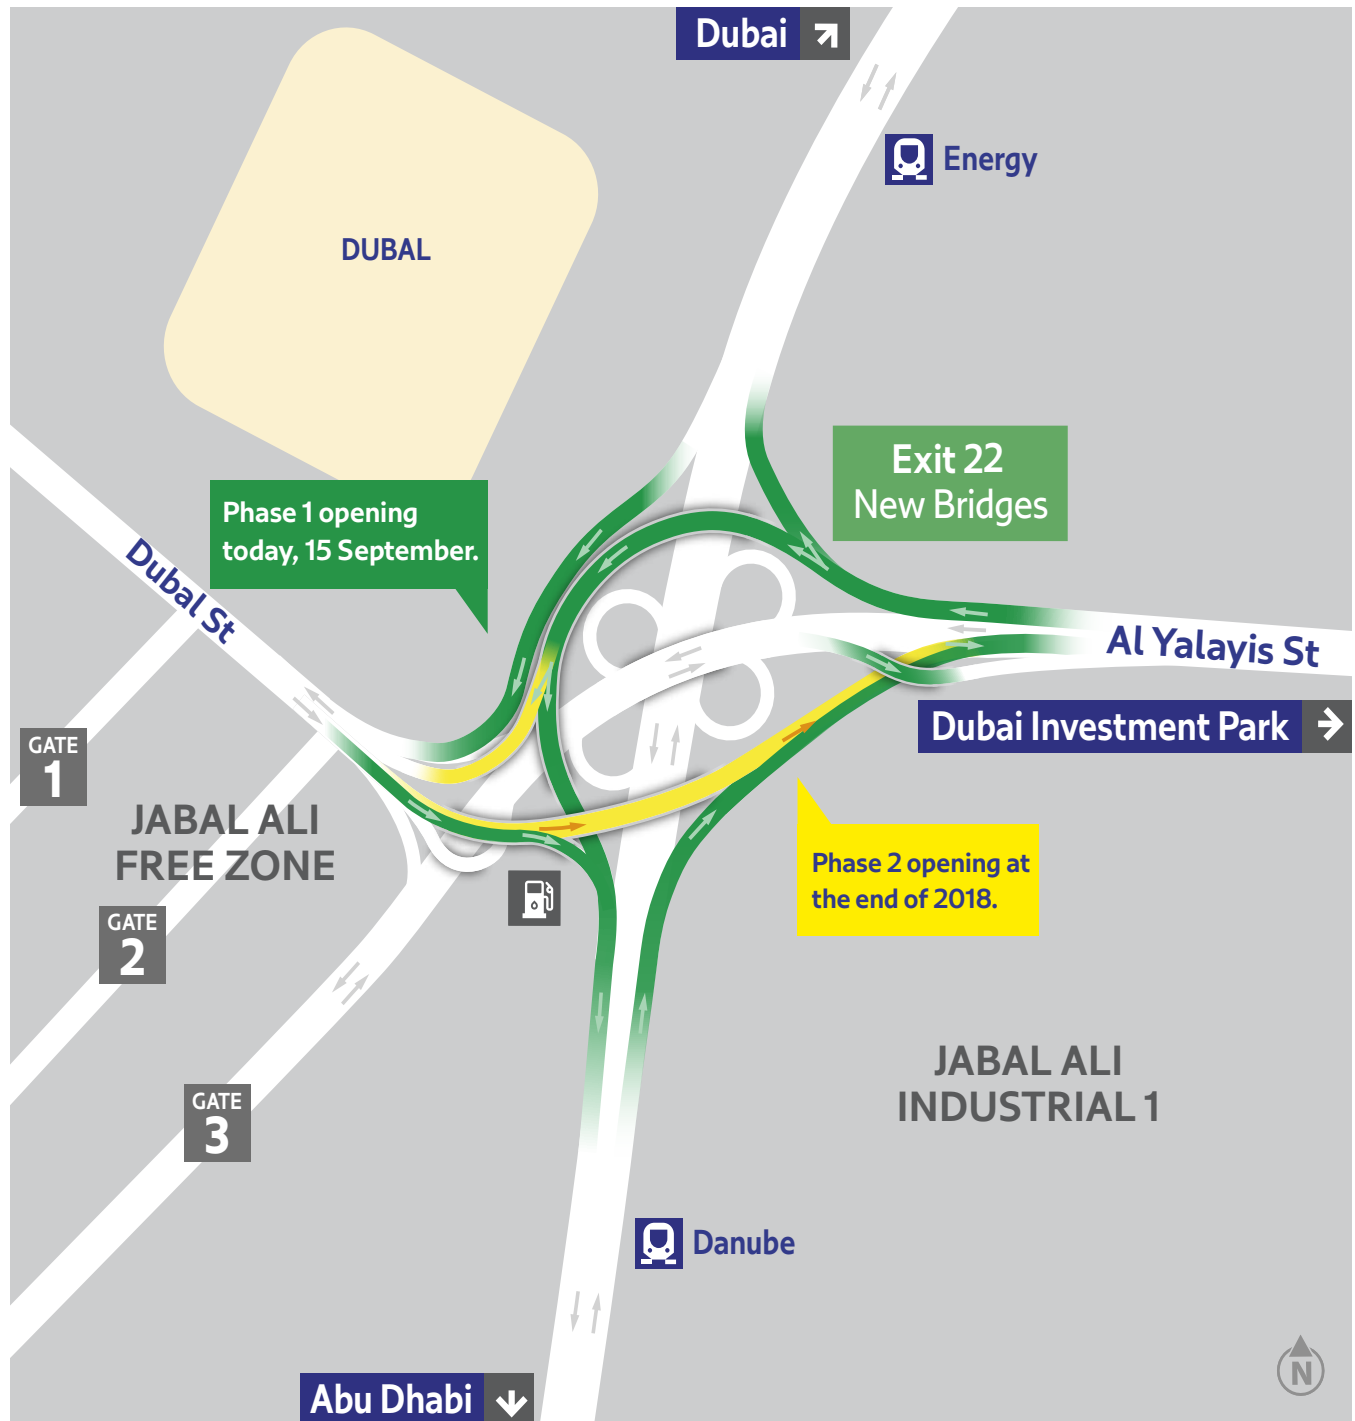 Dubai
Energy
DUBAL
Exit 22
New Bridges
Phase 1 opening
today, 15 September.
Dubal St
Al Yalayis St
Dubai Investment Park
GATE
1
JABAL ALI
FREE ZONE
Phase 2 opening at
the end of 2018.
GATE
2
JABAL ALI
INDUSTRIAL 1
GATE
3
Danube
Abu Dhabi
N